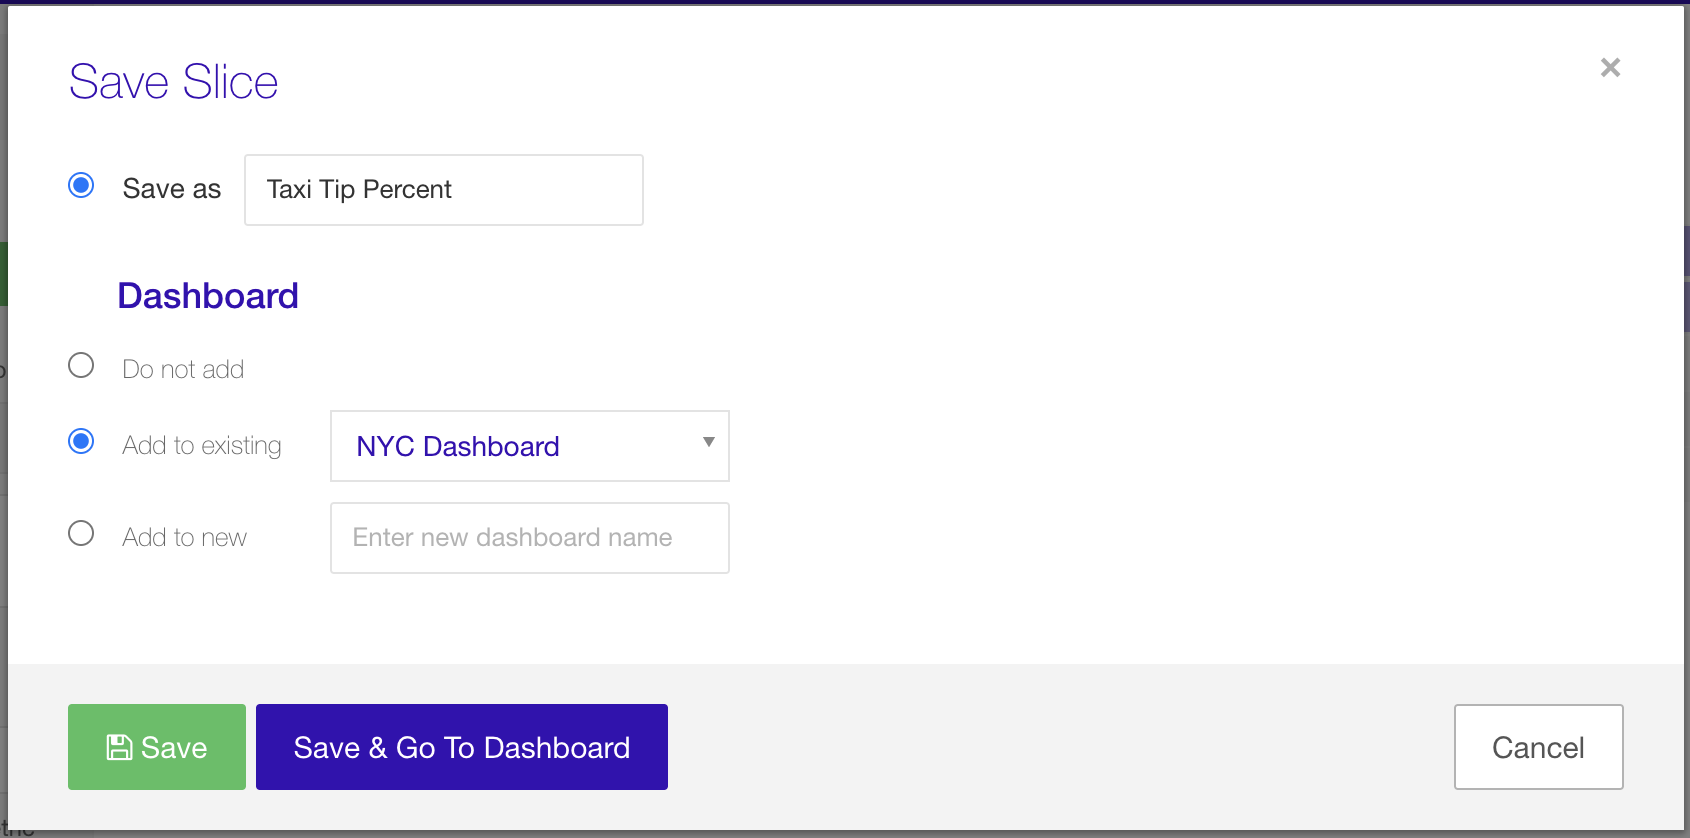 Save Slice
×
Save as Taxi Tip Percent
Dashboard
Do not add
Add to existing NYC Dashboard
Add to new Enter new dashboard name
Save Save & Go To Dashboard Cancel